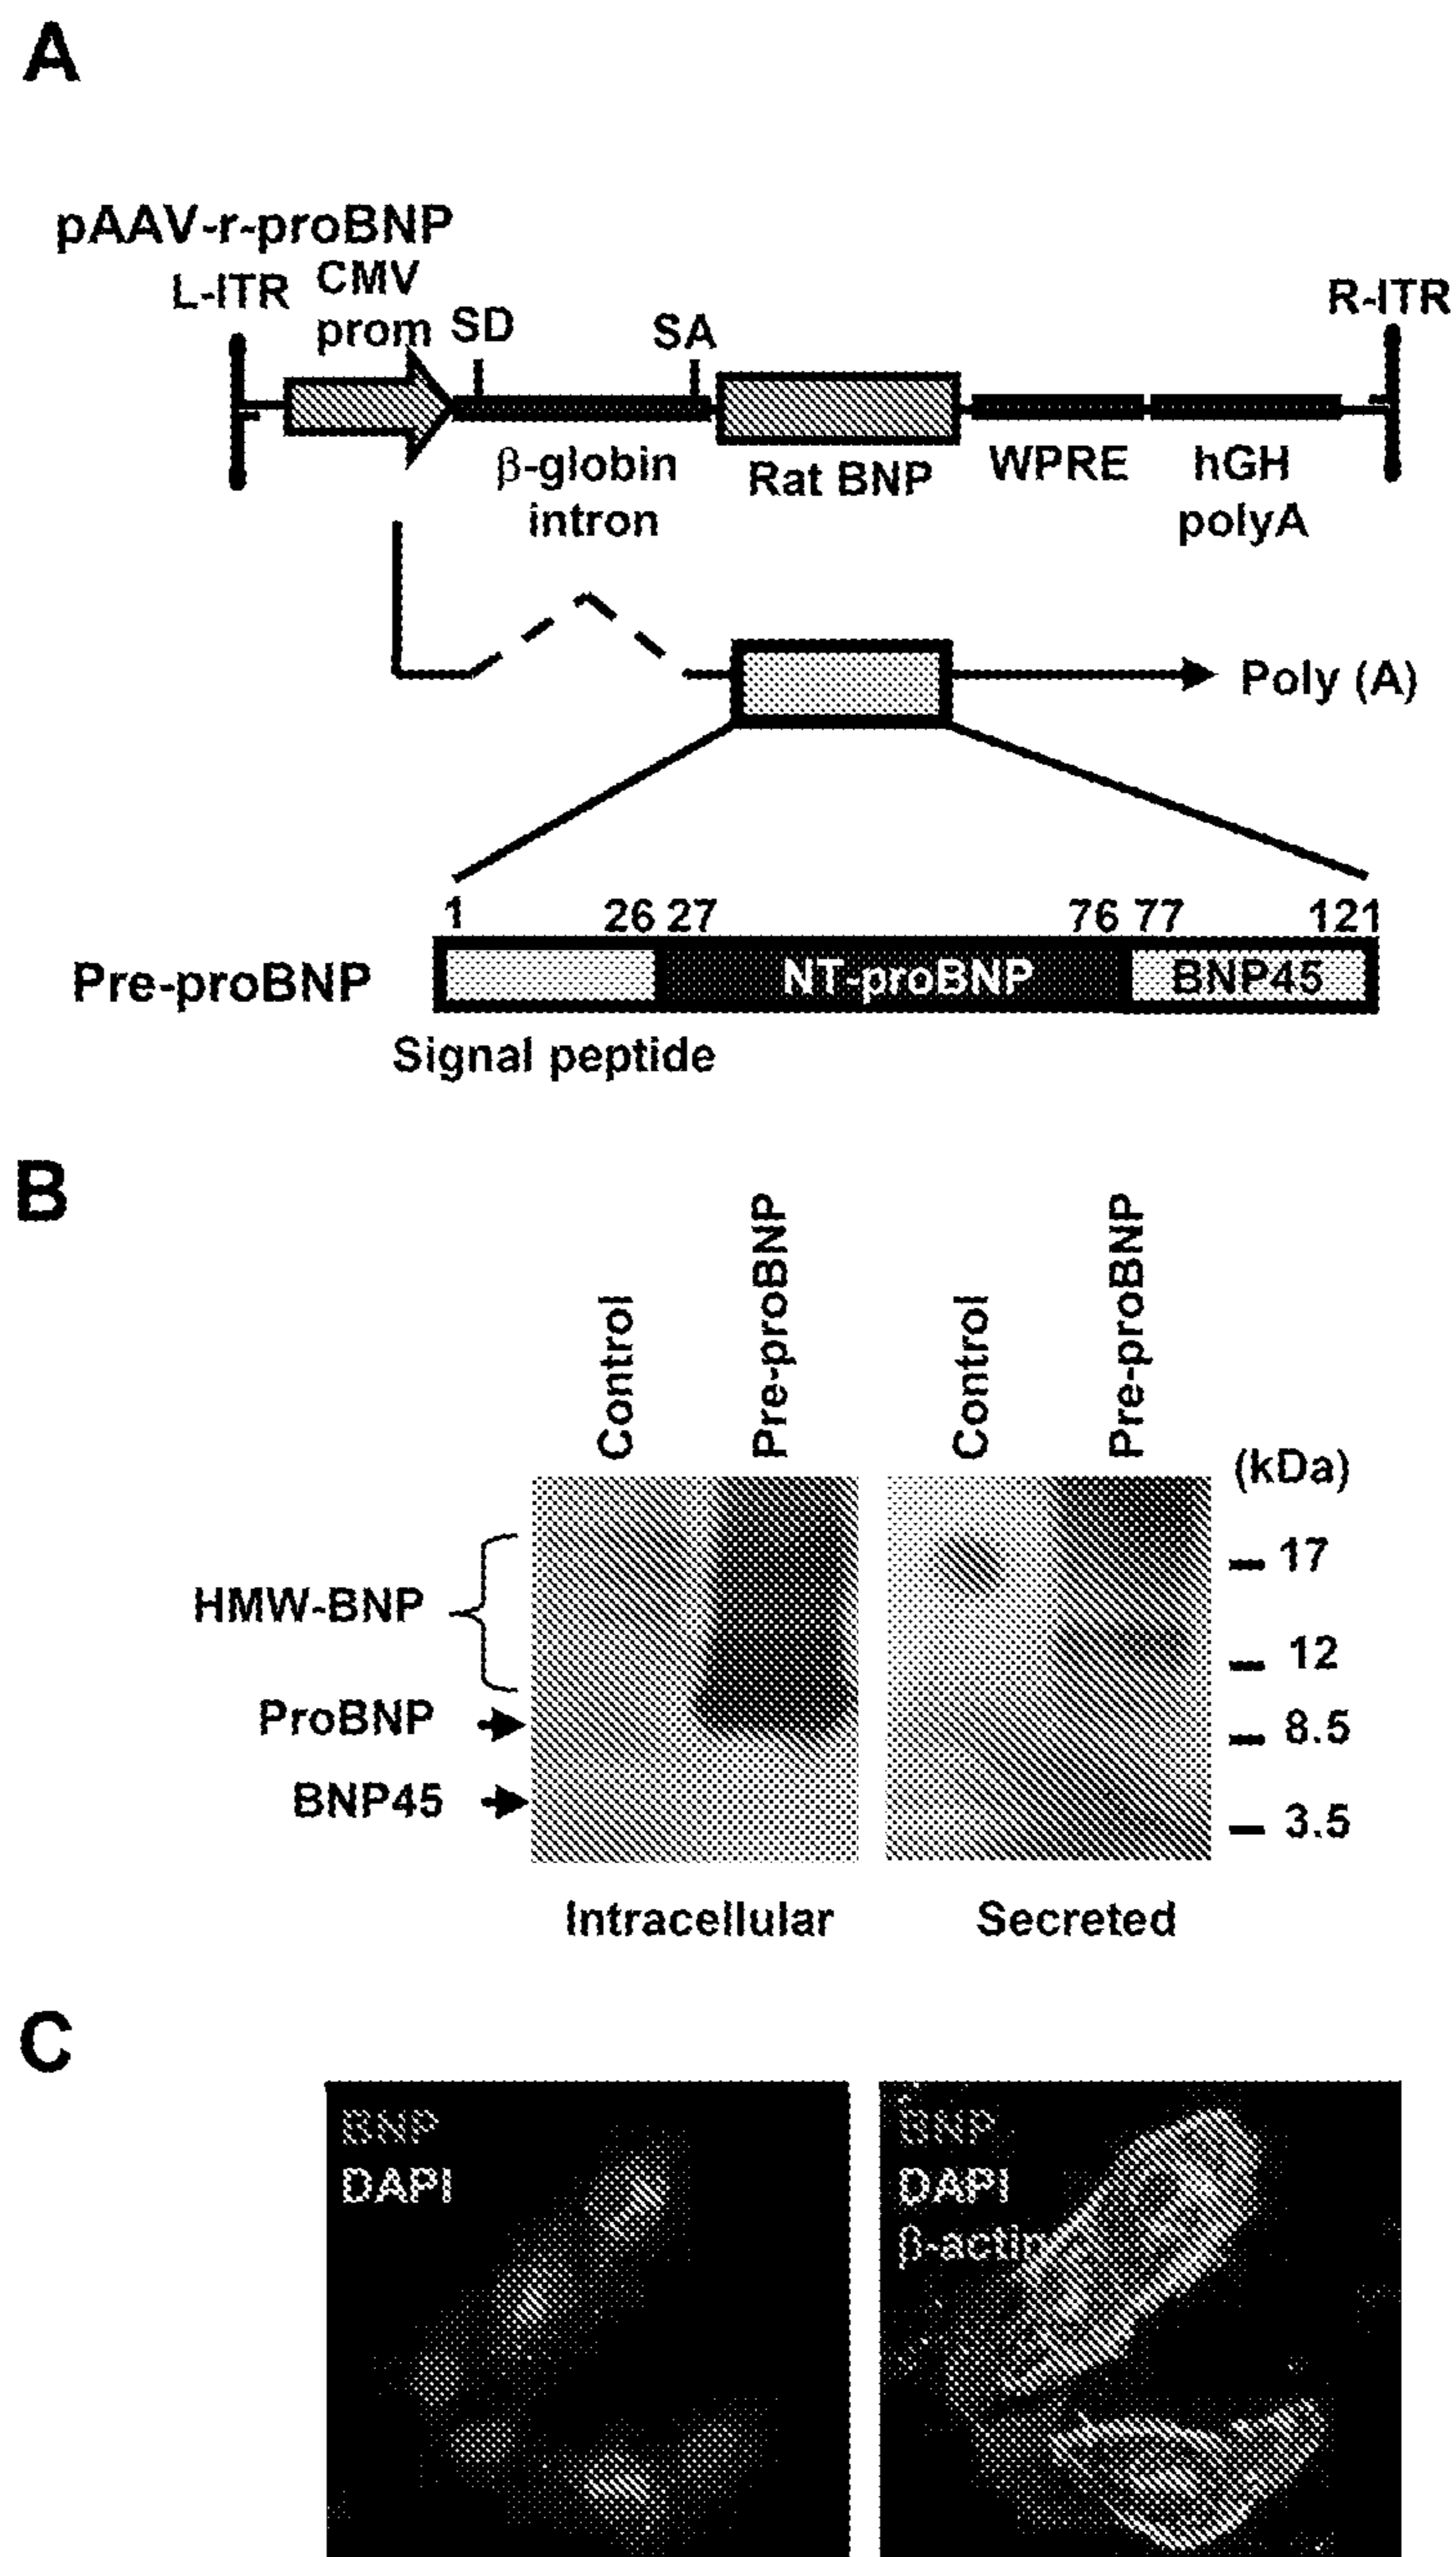 A
pAAV-r-proBNP
L-ITR
CMV
prom
SD
SA
R-ITR
β-globin
intron
Rat BNP
WPRE
hGH
polyA
Poly (A)
1
26 27
76 77
121
Pre-proBNP
NT-proBNP
BNP45
Signal peptide
B
Control
Pre-proBNP
Control
Pre-proBNP
(kDa)
17
HMW-BNP
12
ProBNP
8.5
BNP45
3.5
Intracellular
Secreted
C
BNP
DAPI
BNP
DAPI
β-actin